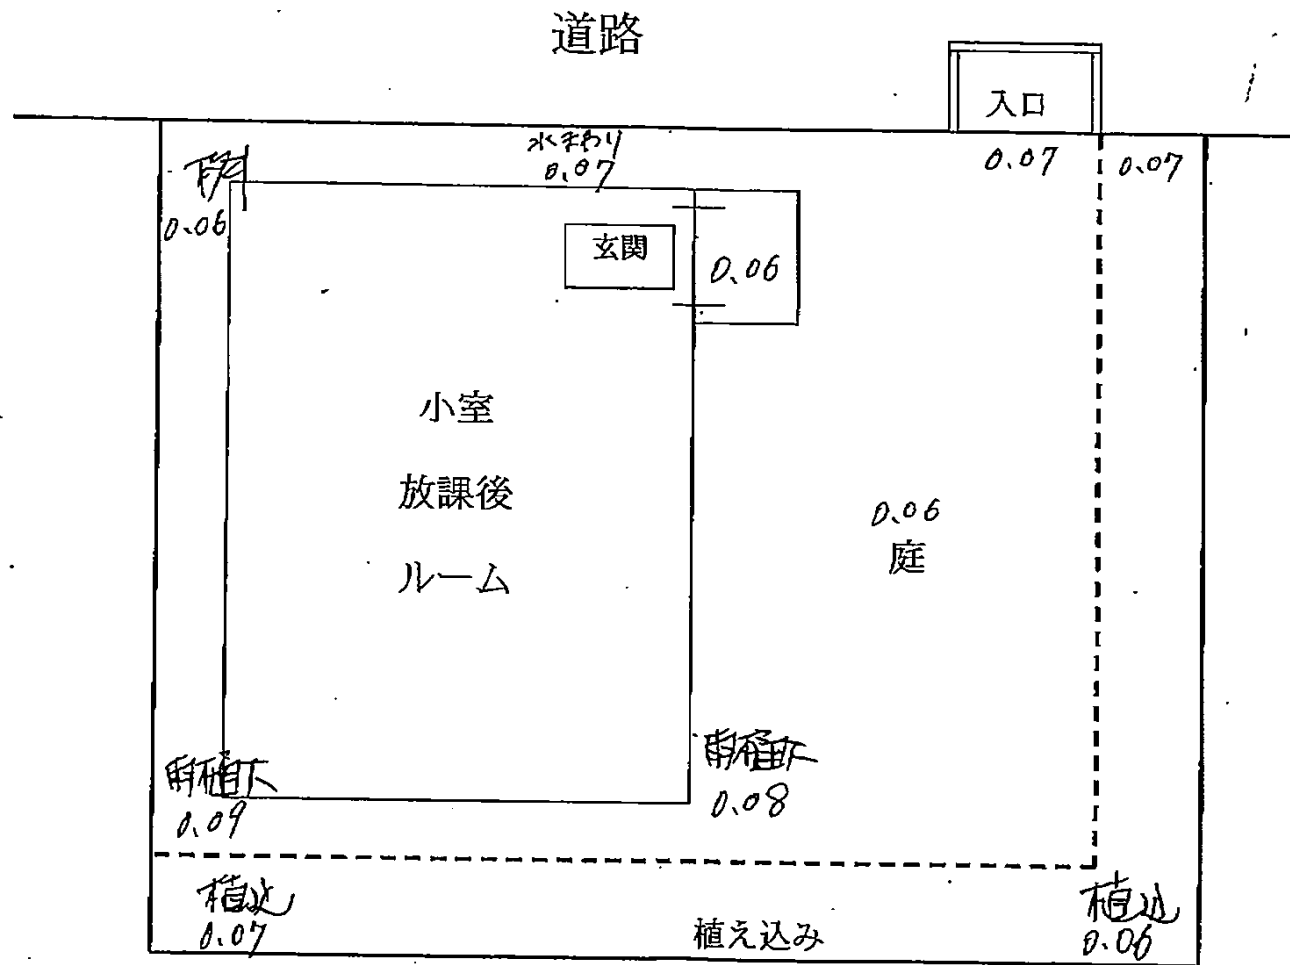 道路
入口
水まわり
0.07
0.07
0.07
0.06
玄関
0.06
小室
放課後
ルーム
0.06
庭
雨樋下
0.09
雨樋下
0.08
植込
0.07
植え込み
植込
0.06